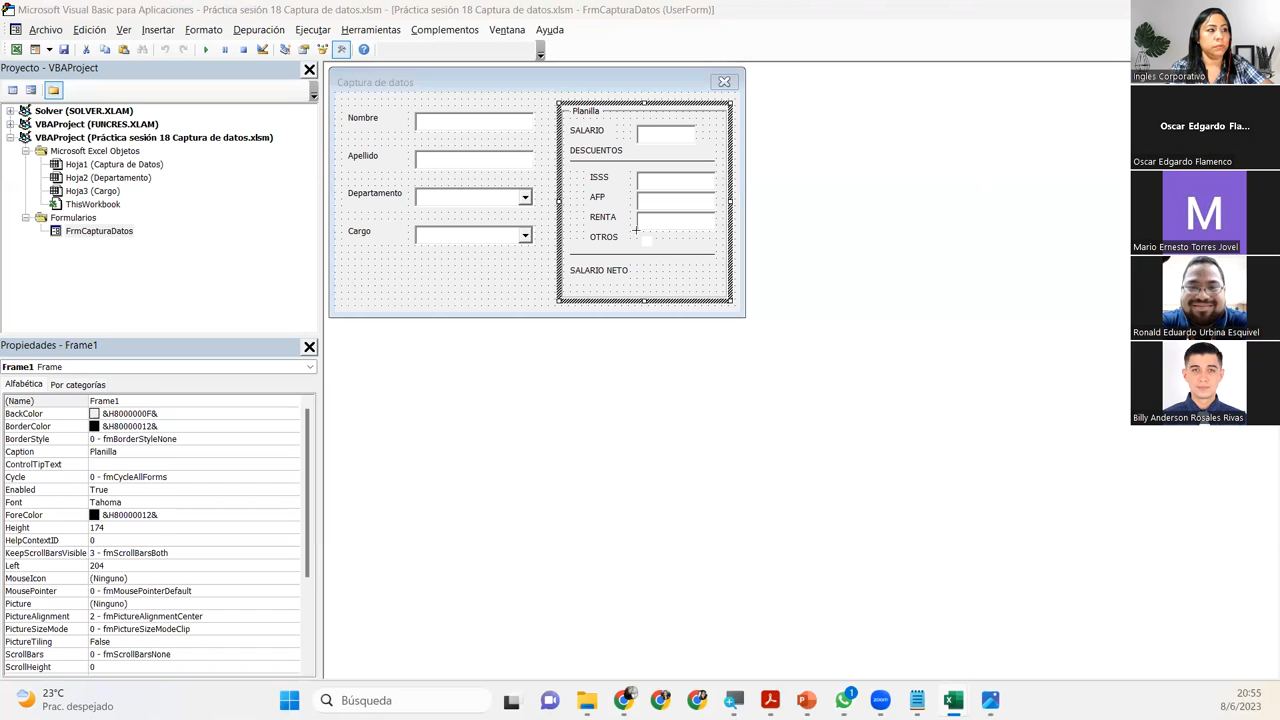 Microsoft Visual Basic para Aplicaciones - Práctica sesión 18 Captura de datos.xlsm - [Práctica sesión 18 Captura de datos.xlsm - FrmCapturaDatos (UserForm)]
Archivo Edición Ver Insertar Formato Depuración Ejecutar Herramientas Complementos Ventana Ayuda
Proyecto - VBAProject
Solver (SOLVER.XLAM)
VBAProject (FUNCRES.XLAM)
VBAProject (Práctica sesión 18 Captura de datos.xlsm)
Microsoft Excel Objetos
Hoja1 (Captura de Datos)
Hoja2 (Departamento)
Hoja3 (Cargo)
ThisWorkbook
Formularios
FrmCapturaDatos
Propiedades - Frame1
Frame1 Frame
Alfabética Por categorías
(Name) Frame1
BackColor &H8000000F&
BorderColor &H80000012&
BorderStyle 0 - fmBorderStyleNone
Caption Planilla
ControlTipText
Cycle 0 - fmCycleAllForms
Enabled True
Font Tahoma
ForeColor &H80000012&
Height 174
HelpContextID 0
KeepScrollBarsVisible 3 - fmScrollBarsBoth
Left 204
MouseIcon (Ninguno)
MousePointer 0 - fmMousePointerDefault
Picture (Ninguno)
PictureAlignment 2 - fmPictureAlignmentCenter
PictureSizeMode 0 - fmPictureSizeModeClip
PictureTiling False
ScrollBars 0 - fmScrollBarsNone
ScrollHeight 0
Captura de datos
Nombre
Apellido
Departamento
Cargo
Planilla
SALARIO
DESCUENTOS
ISSS
AFP
RENTA
OTROS
SALARIO NETO
Ingles Corporativo
Oscar Edgardo Fla...
Oscar Edgardo Flamenco
M
Mario Ernesto Torres Jovel
Ronald Eduardo Urbina Esquivel
Billy Anderson Rosales Rivas
23°C
Prac. despejado
Búsqueda
1
20:55
8/6/2023